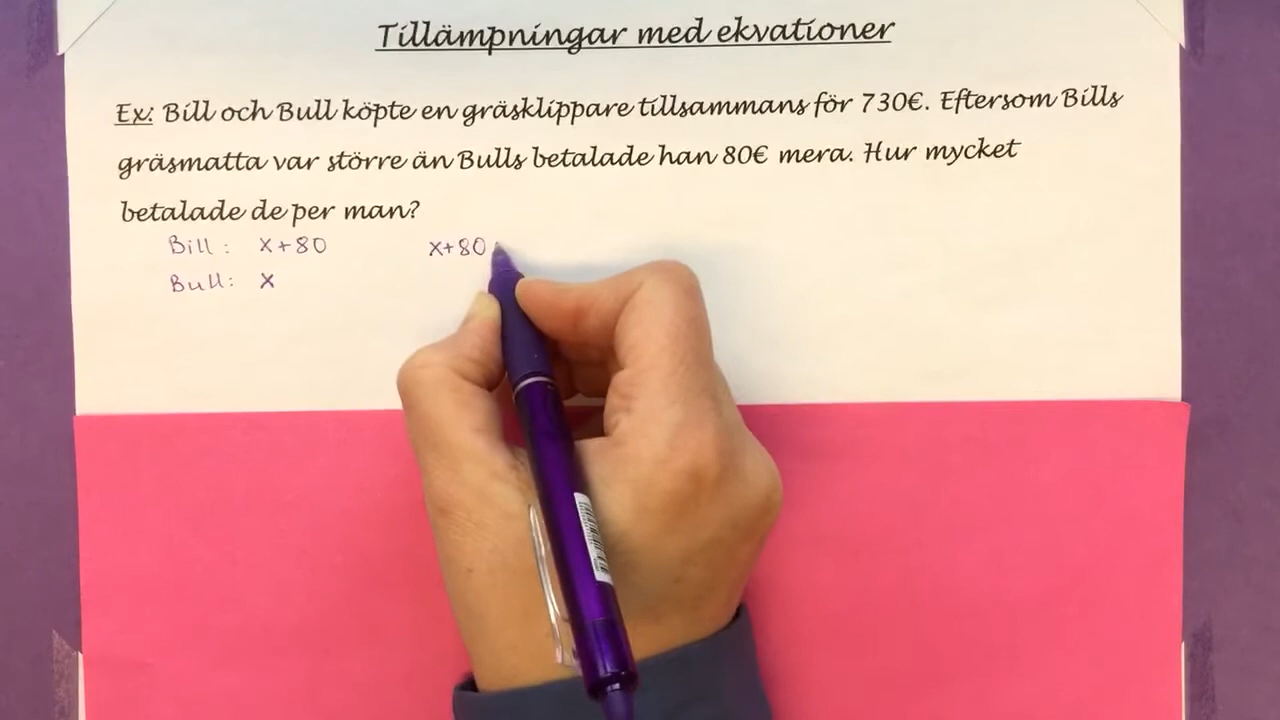 Tillämpningar med ekvationer
Ex: Bill och Bull köpte en gräsklippare tillsammans för 730€. Eftersom Bills
gräsmatta var större än Bulls betalade han 80€ mera. Hur mycket
betalade de per man?
Bill: x+80 x+80
Bull: x